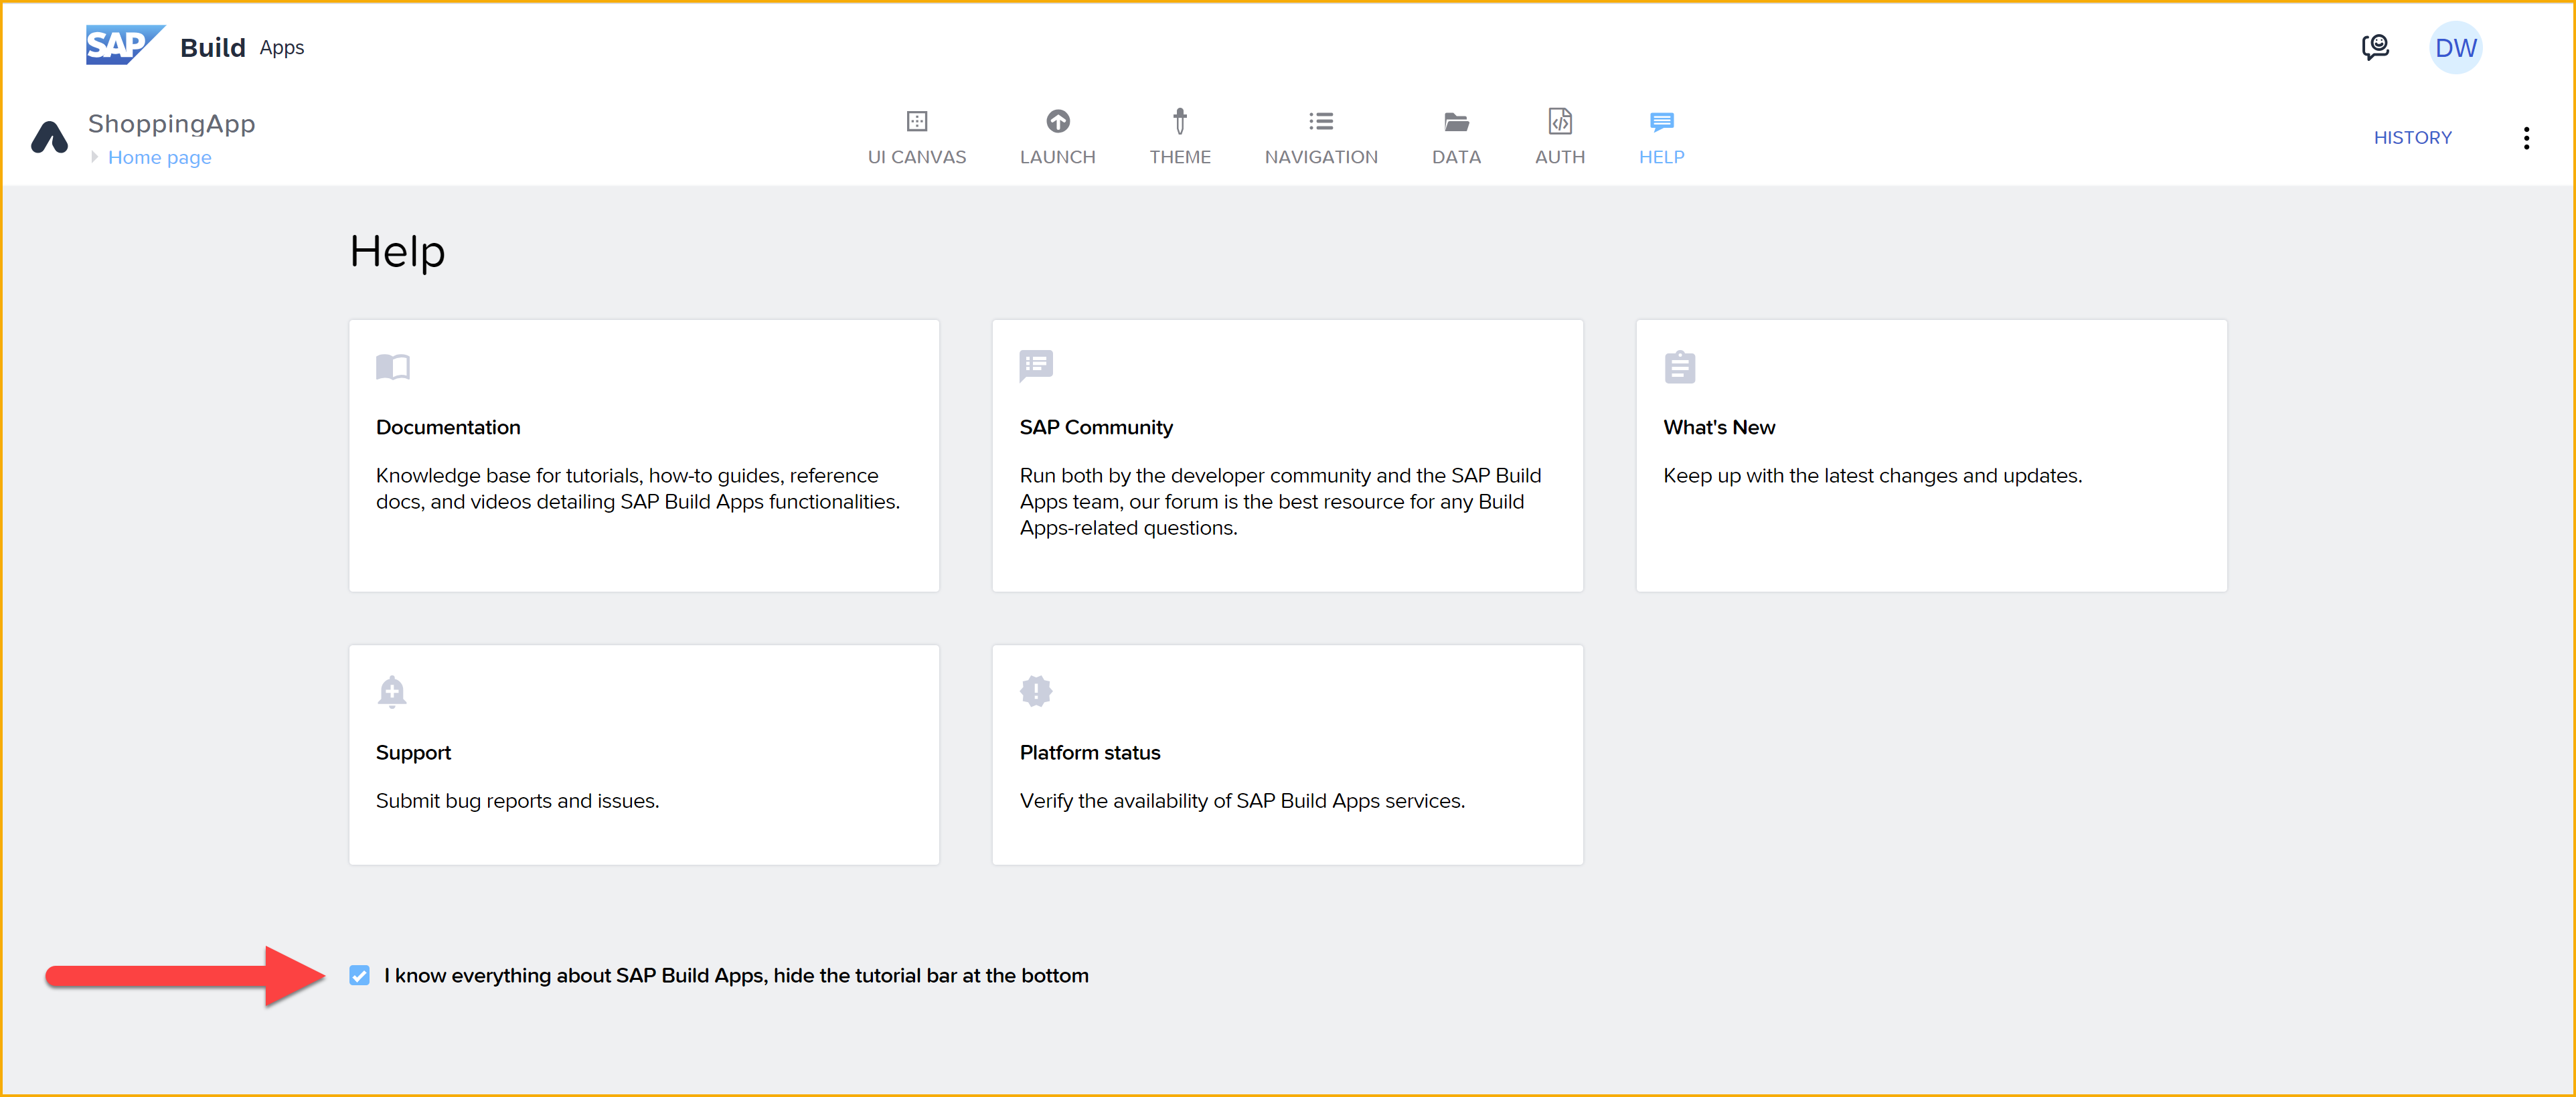 SAP Build Apps
DW
ShoppingApp
Home page
UI CANVAS
LAUNCH
THEME
NAVIGATION
DATA
AUTH
HELP
HISTORY
Help
Documentation
Knowledge base for tutorials, how-to guides, reference
docs, and videos detailing SAP Build Apps functionalities.
SAP Community
Run both by the developer community and the SAP Build
Apps team, our forum is the best resource for any Build
Apps-related questions.
What's New
Keep up with the latest changes and updates.
Support
Submit bug reports and issues.
Platform status
Verify the availability of SAP Build Apps services.
I know everything about SAP Build Apps, hide the tutorial bar at the bottom